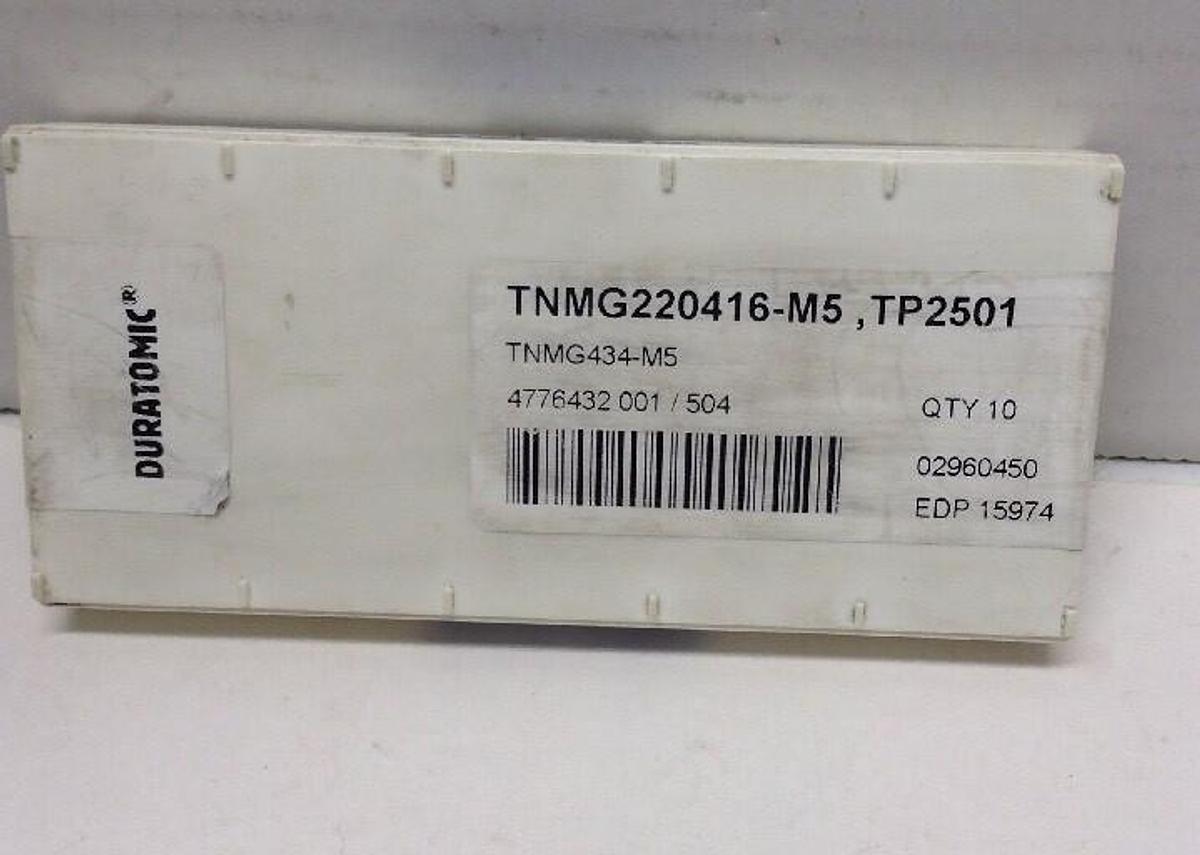 DURATOMIC(R)
TNMG220416-M5 ,TP2501
TNMG434-M5
4776432 001 / 504
QTY 10
02960450
EDP 15974